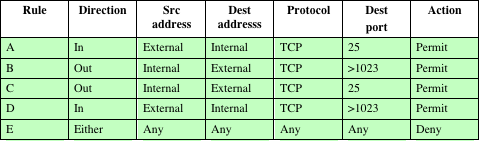 Rule Direction Src address Dest addresss Protocol Dest port Action
A In External Internal TCP 25 Permit
B Out Internal External TCP >1023 Permit
C Out Internal External TCP 25 Permit
D In External Internal TCP >1023 Permit
E Either Any Any Any Any Deny